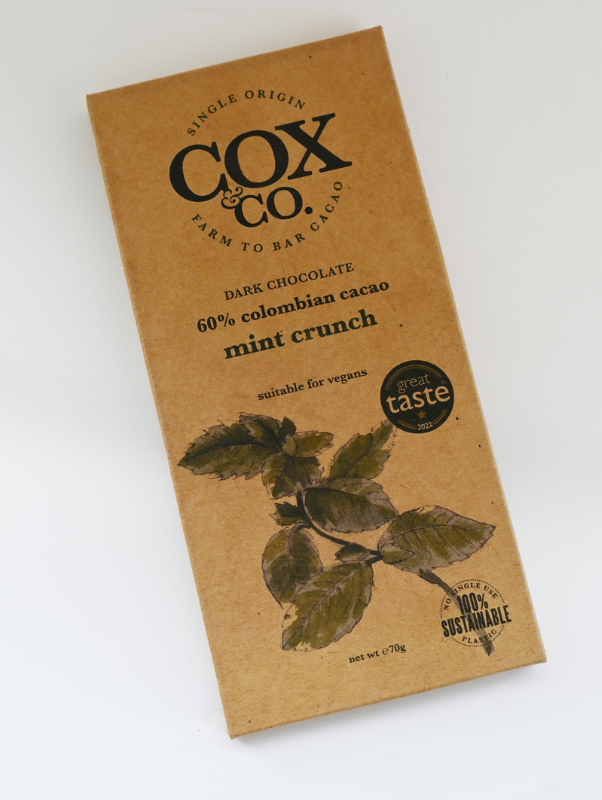 SINGLE ORIGIN
COX
& CO.
FARM TO BAR CACAO
DARK CHOCOLATE
60% colombian cacao
mint crunch
suitable for vegans
great
taste
2022
NO SINGLE USE
100%
SUSTAINABLE
PLASTIC
net wt ℮70g